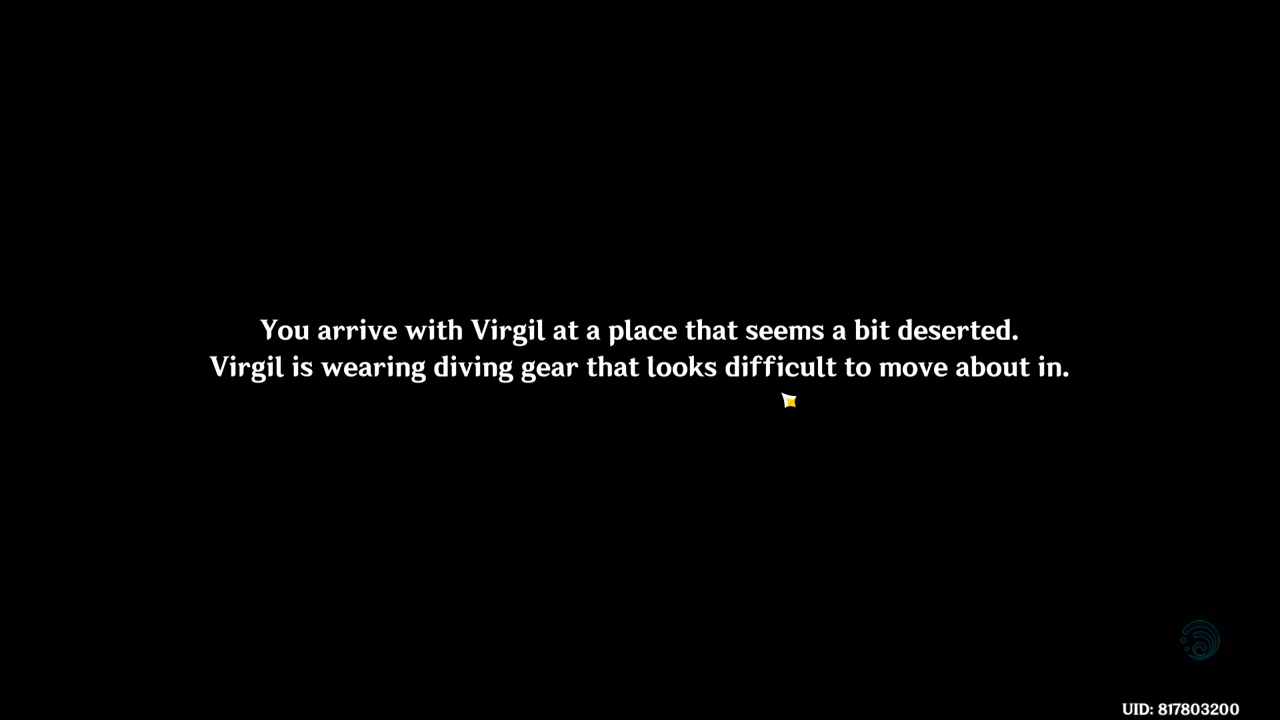 You arrive with Virgil at a place that seems a bit deserted.
Virgil is wearing diving gear that looks difficult to move about in.
UID: 817803200